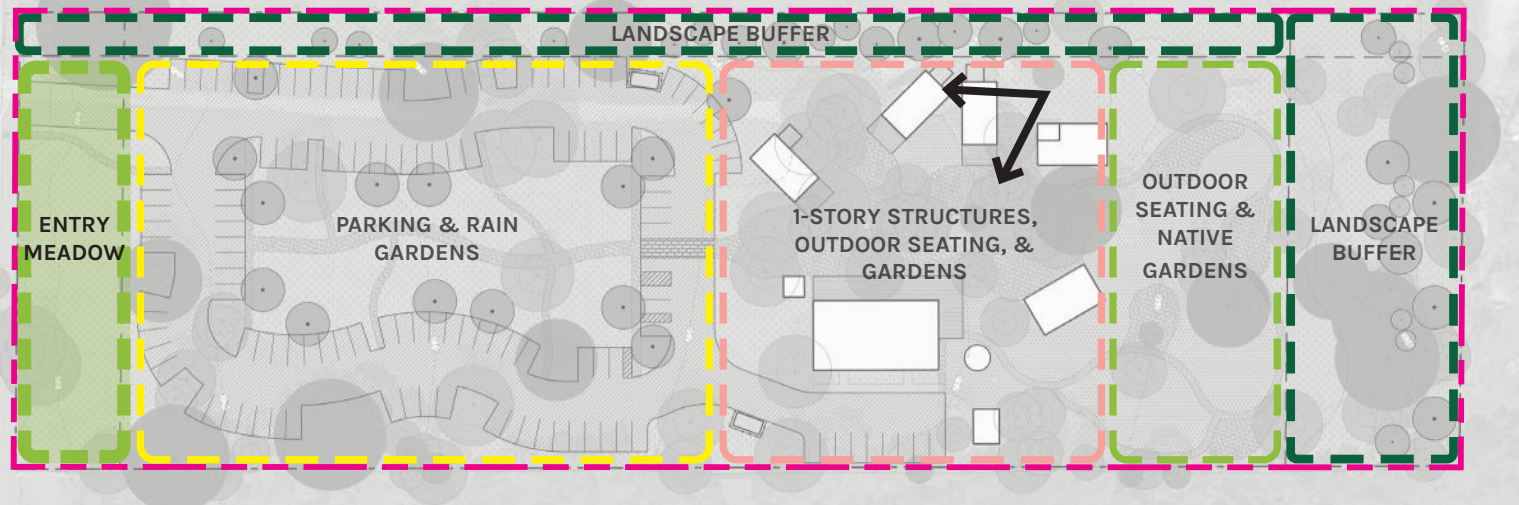 LANDSCAPE BUFFER
ENTRY
MEADOW
PARKING & RAIN
GARDENS
1-STORY STRUCTURES,
OUTDOOR SEATING, &
GARDENS
OUTDOOR
SEATING &
NATIVE
GARDENS
LANDSCAPE
BUFFER